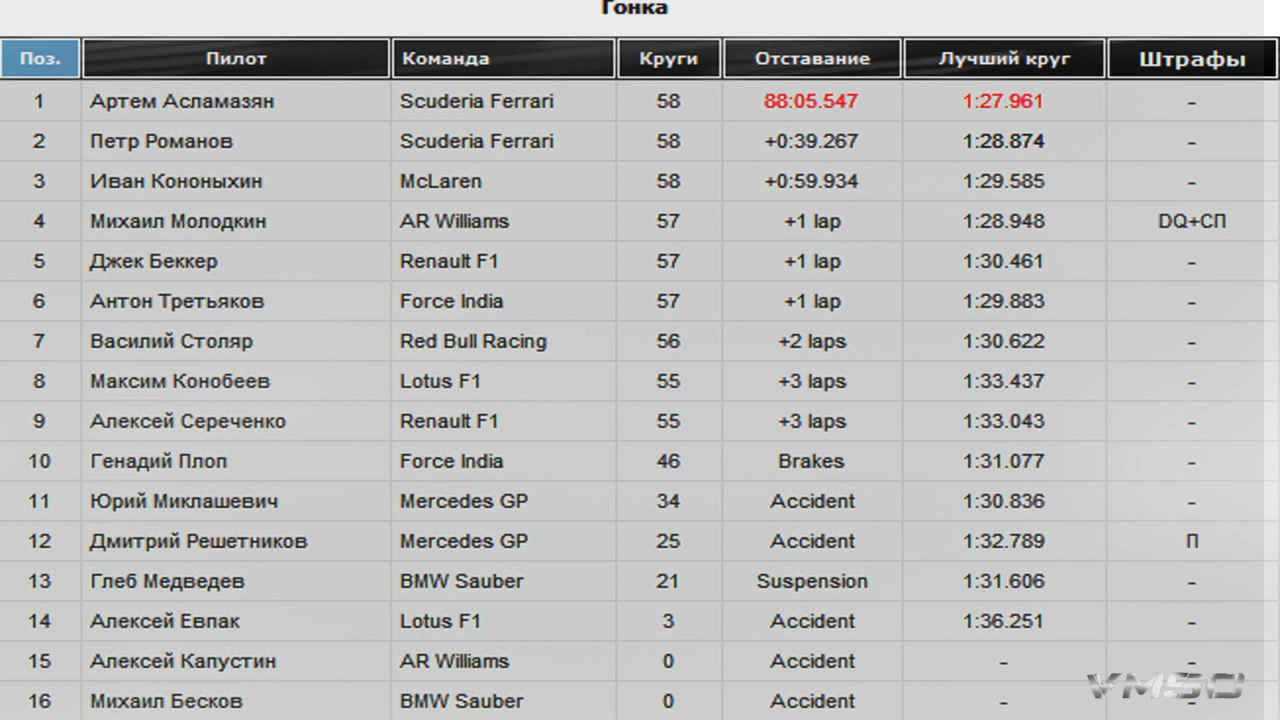 Гонка
Поз. Пилот Команда Круги Отставание Лучший круг Штрафы
1 Артем Асламазян Scuderia Ferrari 58 88:05.547 1:27.961 -
2 Петр Романов Scuderia Ferrari 58 +0:39.267 1:28.874 -
3 Иван Кононыхин McLaren 58 +0:59.934 1:29.585 -
4 Михаил Молодкин AR Williams 57 +1 lap 1:28.948 DQ+СП
5 Джек Беккер Renault F1 57 +1 lap 1:30.461 -
6 Антон Третьяков Force India 57 +1 lap 1:29.883 -
7 Василий Столяр Red Bull Racing 56 +2 laps 1:30.622 -
8 Максим Конобеев Lotus F1 55 +3 laps 1:33.437 -
9 Алексей Сереченко Renault F1 55 +3 laps 1:33.043 -
10 Генадий Плоп Force India 46 Brakes 1:31.077 -
11 Юрий Миклашевич Mercedes GP 34 Accident 1:30.836 -
12 Дмитрий Решетников Mercedes GP 25 Accident 1:32.789 П
13 Глеб Медведев BMW Sauber 21 Suspension 1:31.606 -
14 Алексей Евпак Lotus F1 3 Accident 1:36.251 -
15 Алексей Капустин AR Williams 0 Accident - -
16 Михаил Бесков BMW Sauber 0 Accident - -